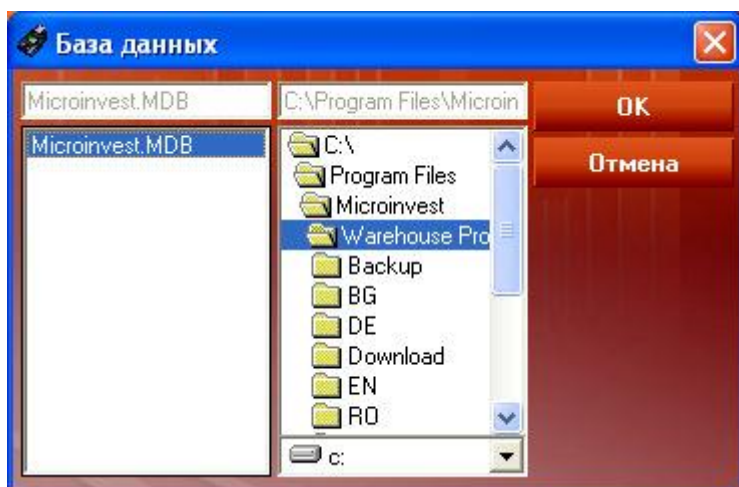 База данных
Microinvest.MDB
C:\Program Files\Microin
OK
Отмена
Microinvest.MDB
C:\
Program Files
Microinvest
Warehouse Pro
Backup
BG
DE
Download
EN
RO
c: